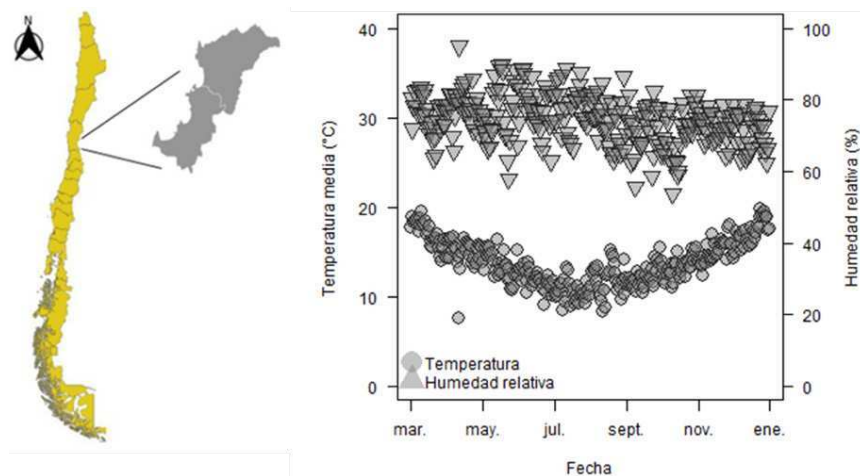 N
40
30
20
10
0
Temperatura media (°C)
100
80
60
40
20
0
Humedad relativa (%)
Temperatura
Humedad relativa
mar. may. jul. sept. nov. ene.
Fecha